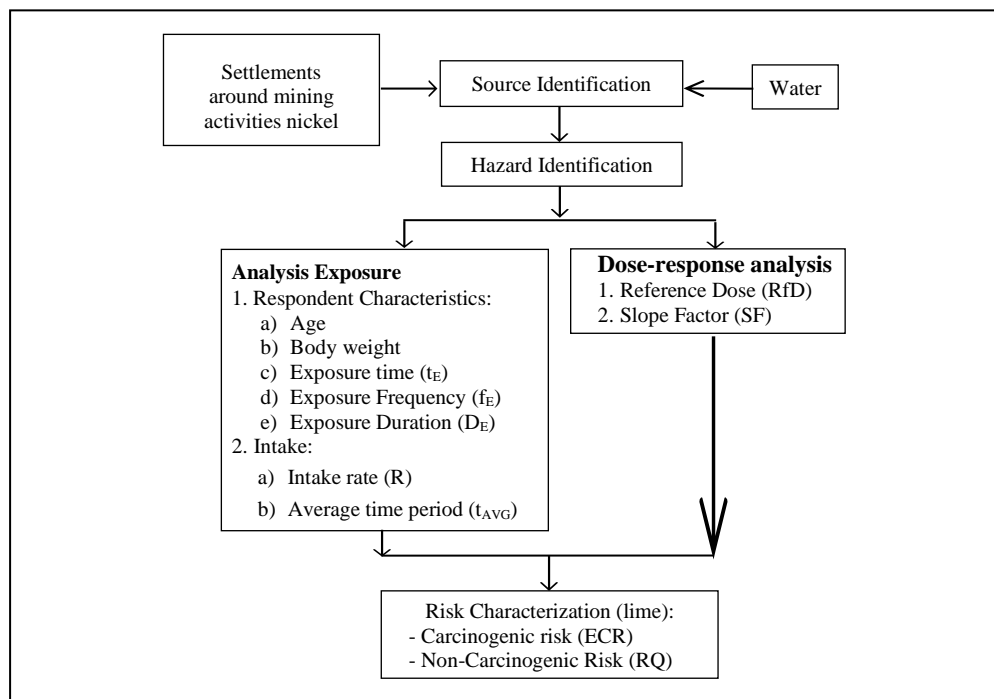 Settlements
around mining
activities nickel
Source Identification
Water
Hazard Identification
Analysis Exposure
1. Respondent Characteristics:
a) Age
b) Body weight
c) Exposure time (tE)
d) Exposure Frequency (fE)
e) Exposure Duration (DE)
2. Intake:
a) Intake rate (R)
b) Average time period (tAVG)
Dose-response analysis
1. Reference Dose (RfD)
2. Slope Factor (SF)
Risk Characterization (lime):
- Carcinogenic risk (ECR)
- Non-Carcinogenic Risk (RQ)